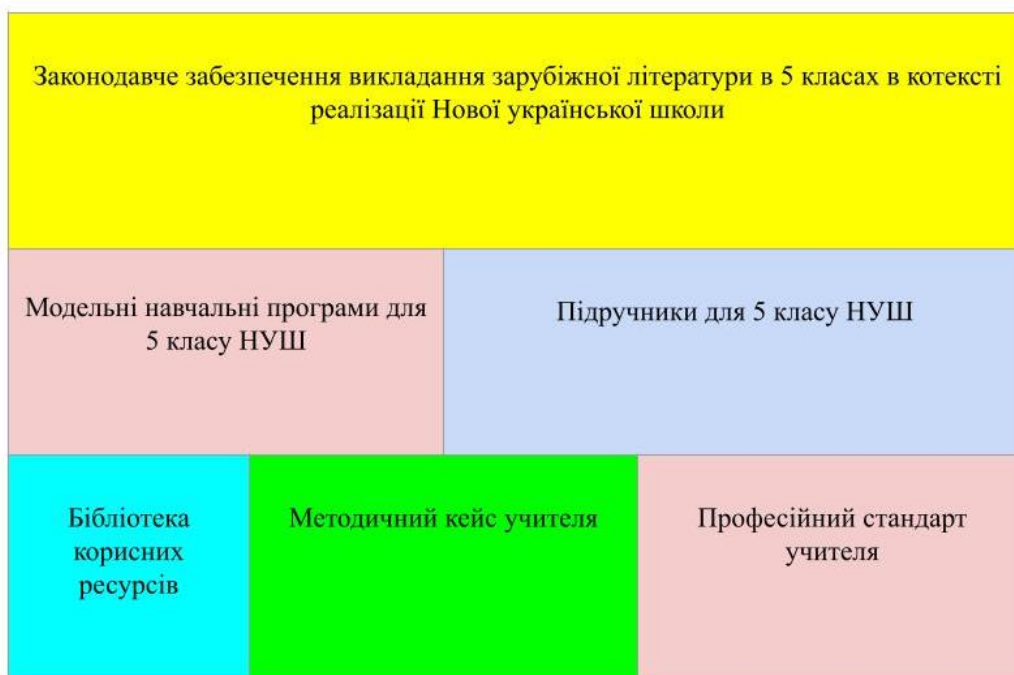 Законодавче забезпечення викладання зарубіжної літератури в 5 класах в котексті
реалізації Нової української школи
Модельні навчальні програми для
5 класу НУШ
Підручники для 5 класу НУШ
Бібліотека
корисних
ресурсів
Методичний кейс учителя
Професійний стандарт
учителя